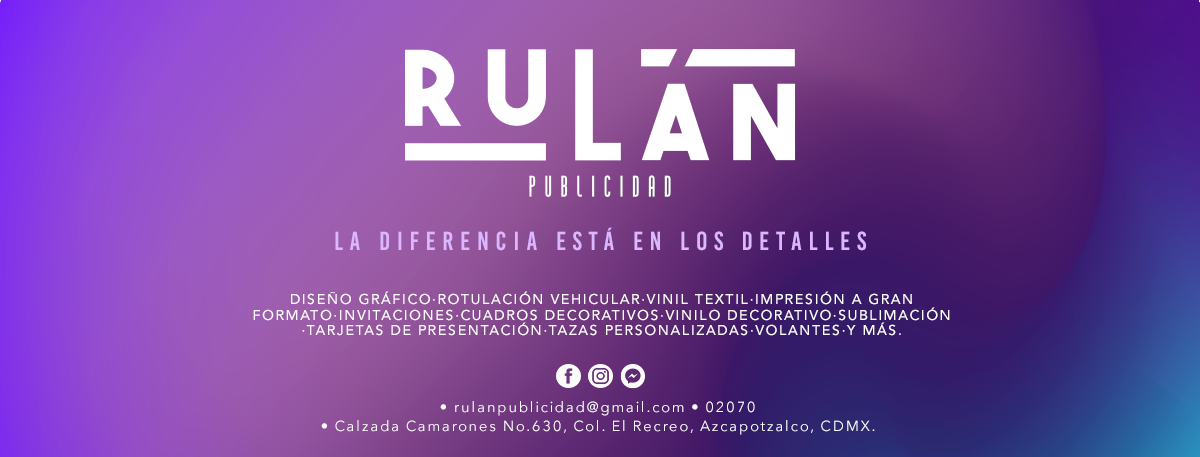 RULÁN
PUBLICIDAD
LA DIFERENCIA ESTÁ EN LOS DETALLES
DISEÑO GRÁFICO·ROTULACIÓN VEHICULAR·VINIL TEXTIL·IMPRESIÓN A GRAN
FORMATO·INVITACIONES·CUADROS DECORATIVOS·VINILO DECORATIVO·SUBLIMACIÓN
·TARJETAS DE PRESENTACIÓN·TAZAS PERSONALIZADAS·VOLANTES·Y MÁS.
• rulanpublicidad@gmail.com • 02070
• Calzada Camarones No.630, Col. El Recreo, Azcapotzalco, CDMX.